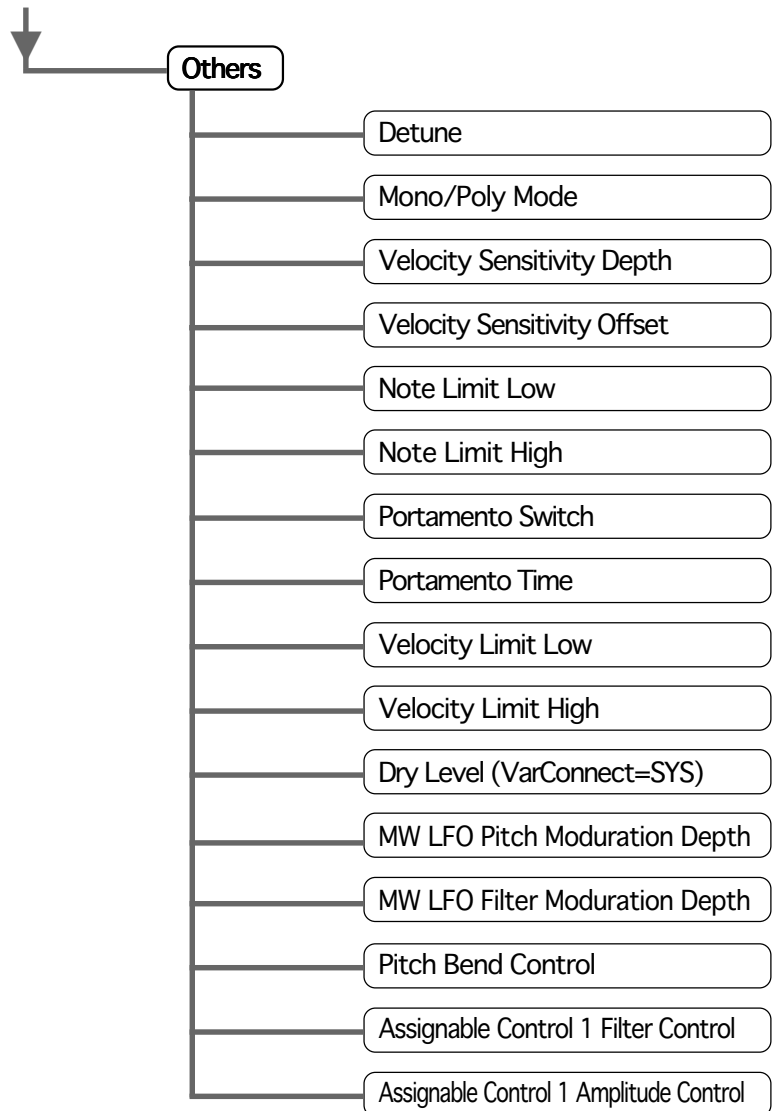 Others
Detune
Mono/Poly Mode
Velocity Sensitivity Depth
Velocity Sensitivity Offset
Note Limit Low
Note Limit High
Portamento Switch
Portamento Time
Velocity Limit Low
Velocity Limit High
Dry Level (VarConnect=SYS)
MW LFO Pitch Moduration Depth
MW LFO Filter Moduration Depth
Pitch Bend Control
Assignable Control 1 Filter Control
Assignable Control 1 Amplitude Control